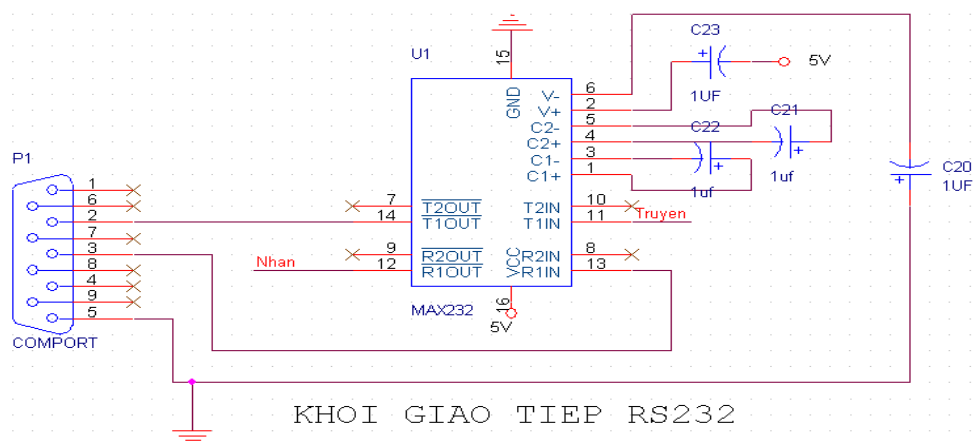 C23
5V
1UF
U1
15
GND
V- 6
V+ 2
C2- 5
C2+ 4
C1- 3
C1+ 1
C22
1uf
C21
1uf
C20
1UF
P1
1
6
2
7
3
8
4
9
5
COMPORT
7 T2OUT T2IN 10
14 T1OUT T1IN 11 Truyen
9 R2OUT R2IN 8
Nhan 12 R1OUT R1IN 13
VCC
16
MAX232
5V
KHOI GIAO TIEP RS232